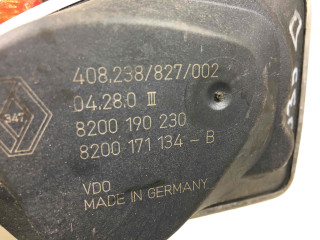 408.238/827/002
04.28.0 III
347
8200 190 230
8200 171 134 - B
VDO
MADE IN GERMANY